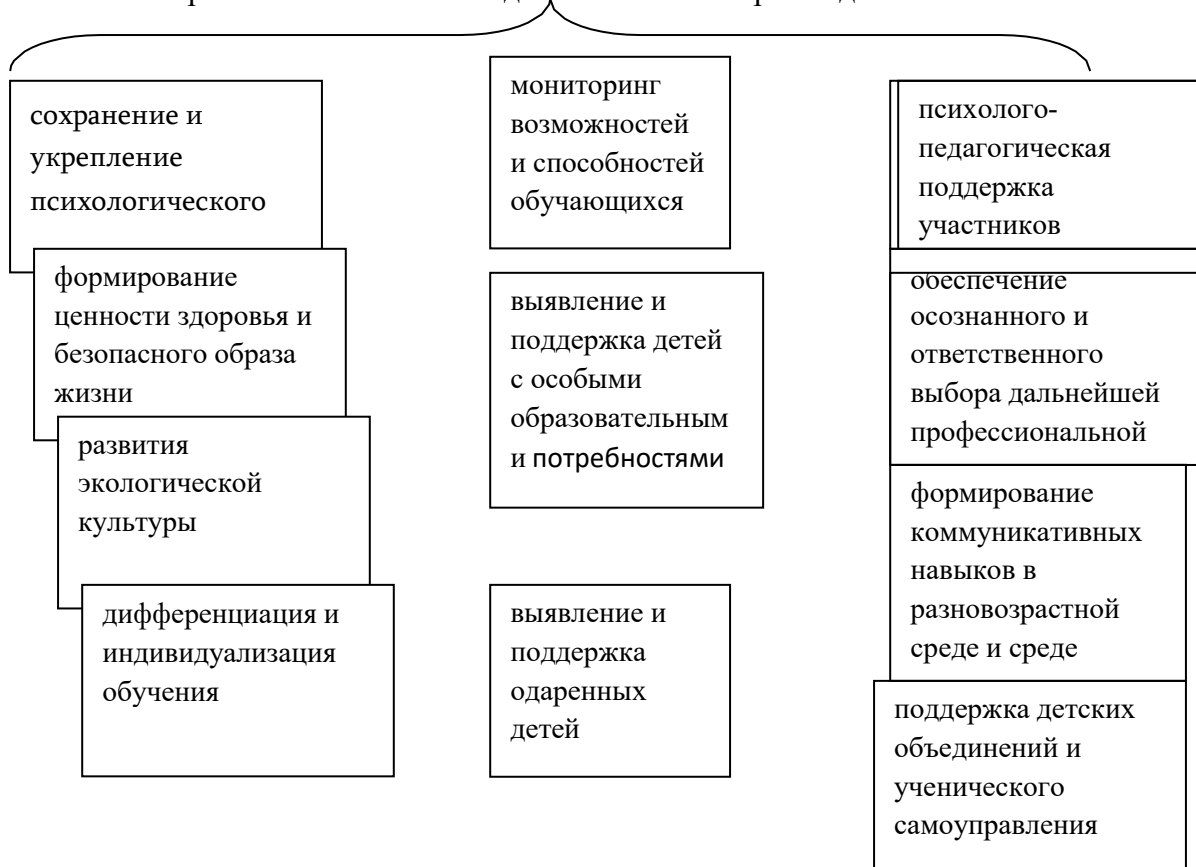 сохранение и
укрепление
психологического
формирование
ценности здоровья и
безопасного образа
жизни
развития
экологической
культуры
дифференциация и
индивидуализация
обучения
мониторинг
возможностей
и способностей
обучающихся
выявление и
поддержка детей
с особыми
образовательным
и потребностями
выявление и
поддержка
одаренных
детей
психолого-
педагогическая
поддержка
участников
обеспечение
осознанного и
ответственного
выбора дальнейшей
профессиональной
формирование
коммуникативных
навыков в
разновозрастной
среде и среде
поддержка детских
объединений и
ученического
самоуправления